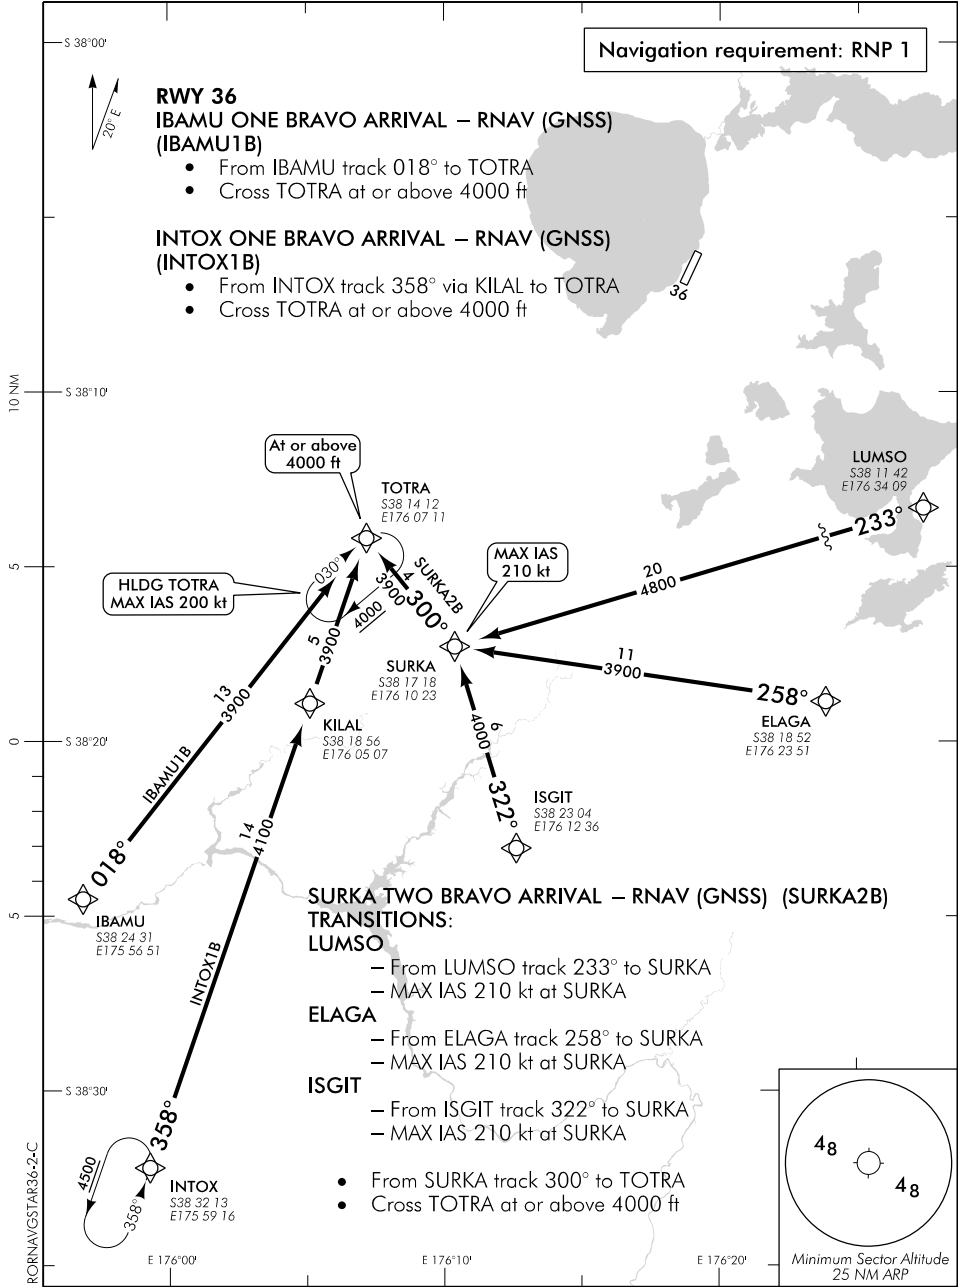 S 38°00'
Navigation requirement: RNP 1
20° E
RWY 36
IBAMU ONE BRAVO ARRIVAL – RNAV (GNSS)
(IBAMU1B)
• From IBAMU track 018° to TOTRA
• Cross TOTRA at or above 4000 ft
INTOX ONE BRAVO ARRIVAL – RNAV (GNSS)
(INTOX1B)
• From INTOX track 358° via KILAL to TOTRA
• Cross TOTRA at or above 4000 ft
36
10 NM
S 38°10'
At or above
4000 ft
TOTRA
S38 14 12
E176 07 11
LUMSO
S38 11 42
E176 34 09
233°
20
4800
MAX IAS
210 kt
5
HLDG TOTRA
MAX IAS 200 kt
030°
4000
4
3900
SURKA2B
300°
5
3900
SURKA
S38 17 18
E176 10 23
11
3900
258°
ELAGA
S38 18 52
E176 23 51
13
3900
IBAMU1B
018°
KILAL
S38 18 56
E176 05 07
6
4000
322°
ISGIT
S38 23 04
E176 12 36
0
S 38°20'
14
4100
INTOX1B
358°
5
IBAMU
S38 24 31
E175 56 51
SURKA TWO BRAVO ARRIVAL – RNAV (GNSS) (SURKA2B)
TRANSITIONS:
LUMSO
– From LUMSO track 233° to SURKA
– MAX IAS 210 kt at SURKA
ELAGA
– From ELAGA track 258° to SURKA
– MAX IAS 210 kt at SURKA
ISGIT
– From ISGIT track 322° to SURKA
– MAX IAS 210 kt at SURKA
• From SURKA track 300° to TOTRA
• Cross TOTRA at or above 4000 ft
S 38°30'
4500
358°
INTOX
S38 32 13
E175 59 16
48
48
Minimum Sector Altitude
25 NM ARP
E 176°00'
E 176°10'
E 176°20'
RORNAVGSTAR36-2-C